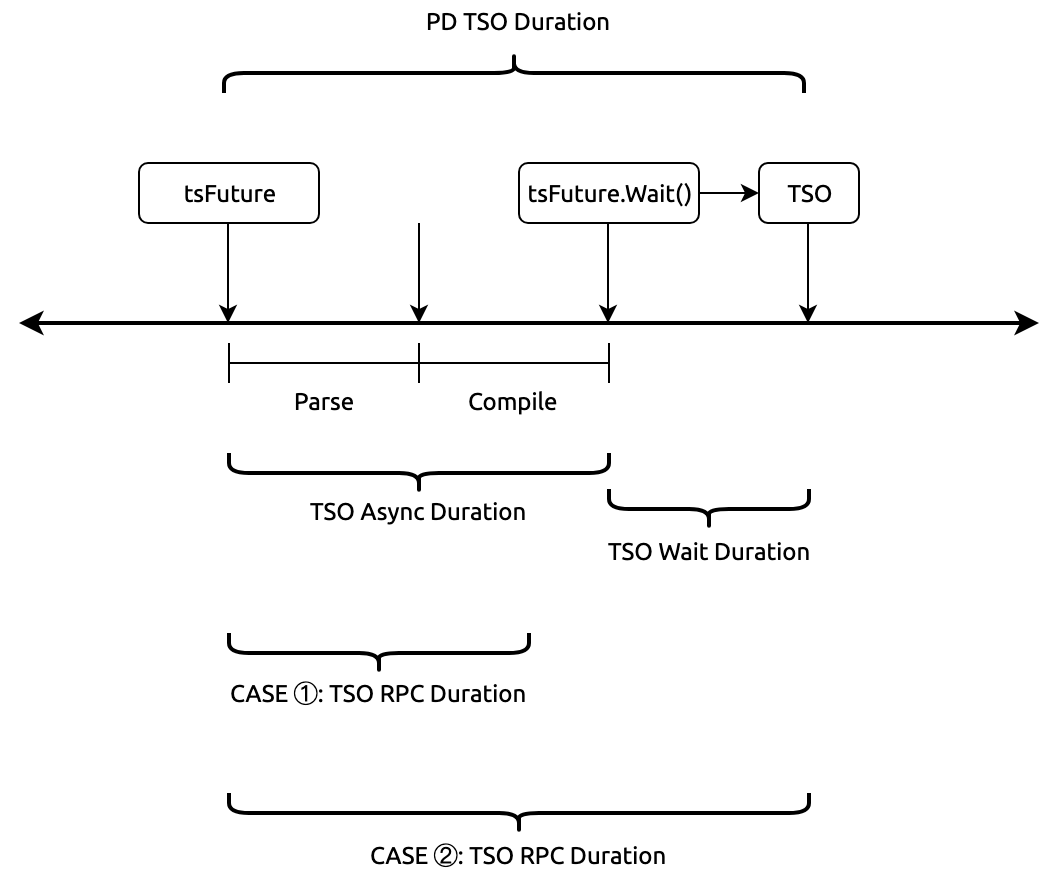 PD TSO Duration
tsFuture
tsFuture.Wait()
TSO
Parse
Compile
TSO Async Duration
TSO Wait Duration
CASE ①: TSO RPC Duration
CASE ②: TSO RPC Duration